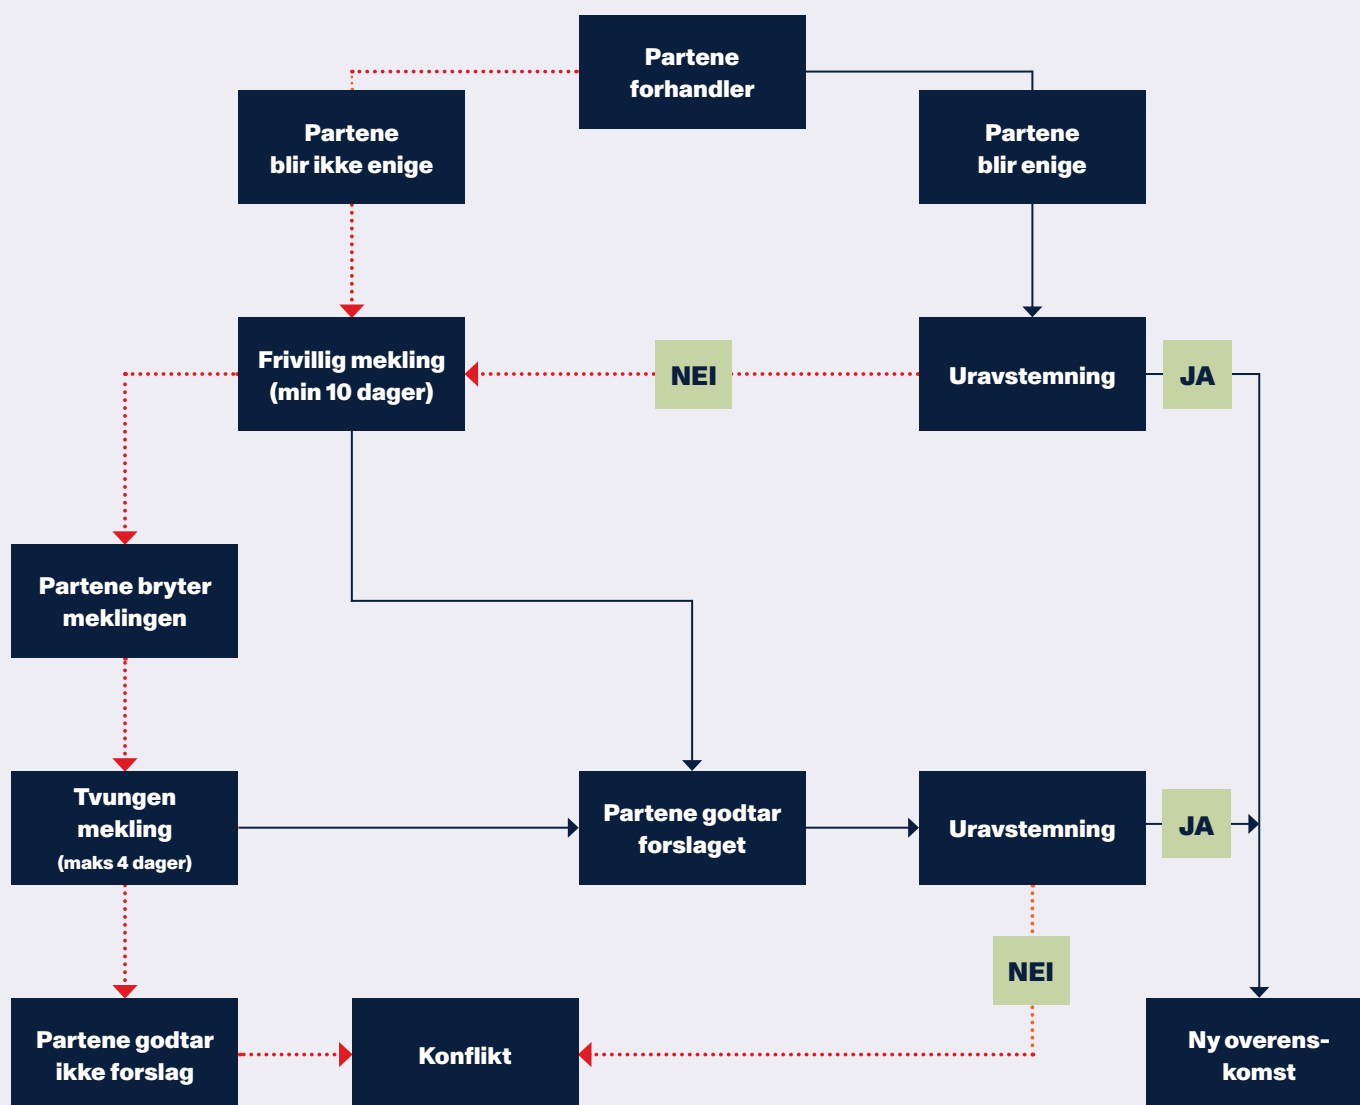 Partene
forhandler
Partene
blir ikke enige
Partene
blir enige
Frivillig mekling
(min 10 dager)
NEI
Uravstemning
JA
Partene bryter
meklingen
Tvungen
mekling
(maks 4 dager)
Partene godtar
forslaget
Uravstemning
JA
NEI
Partene godtar
ikke forslag
Konflikt
Ny overens-
komst